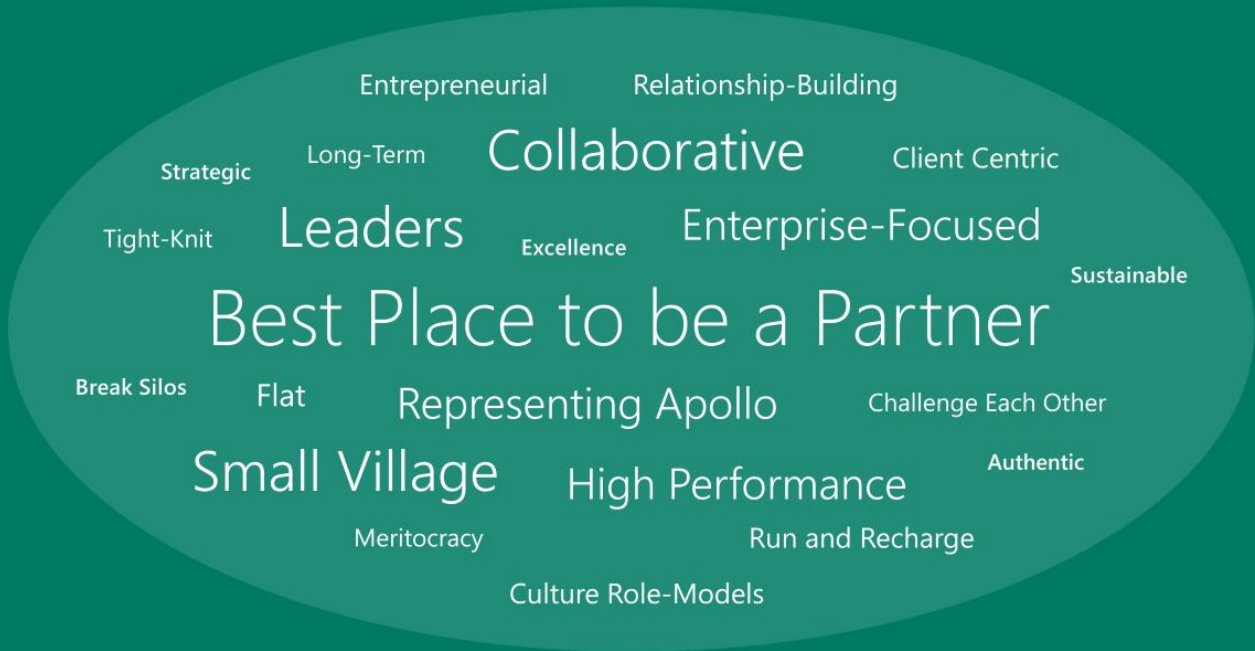 Entrepreneurial
Relationship-Building
Long-Term
Collaborative
Client Centric
Strategic
Tight-Knit
Leaders
Excellence
Enterprise-Focused
Sustainable
Best Place to be a Partner
Break Silos
Flat
Representing Apollo
Challenge Each Other
Small Village
High Performance
Authentic
Meritocracy
Run and Recharge
Culture Role-Models